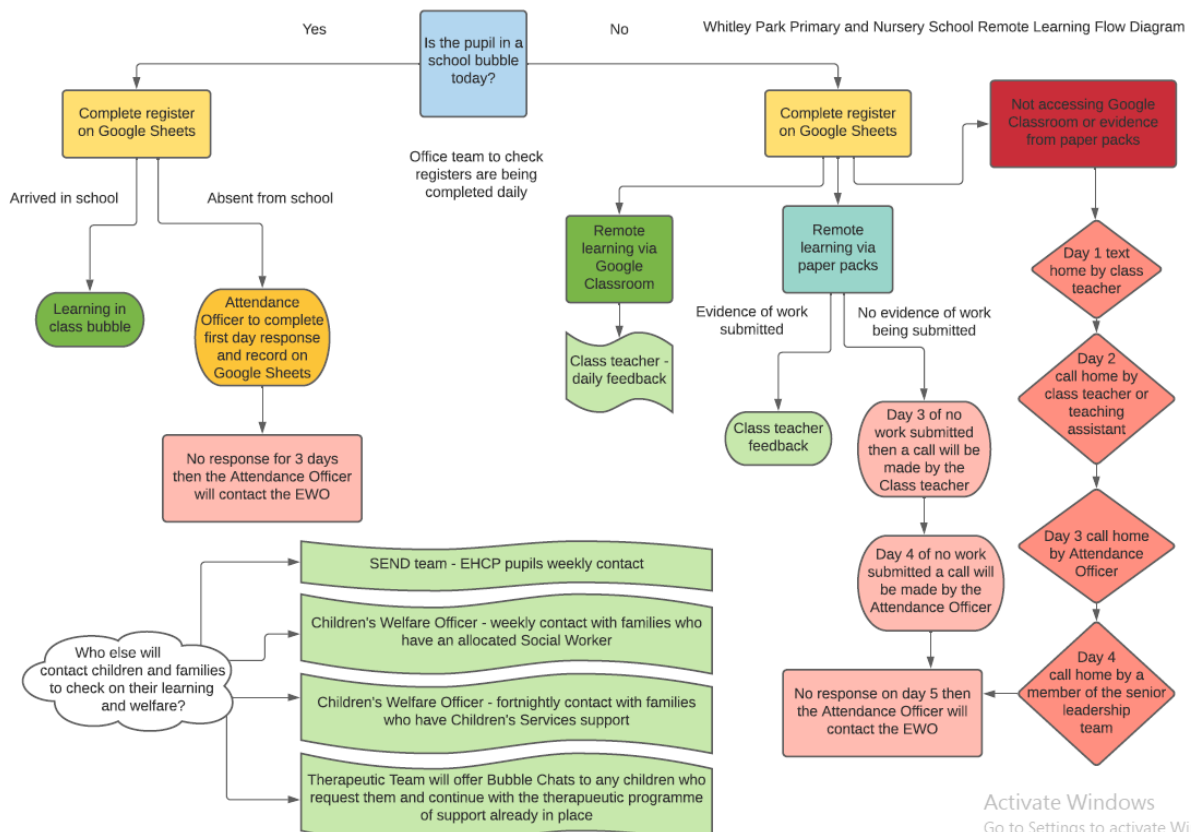 Whitley Park Primary and Nursery School Remote Learning Flow Diagram
Yes
Is the pupil in a
school bubble
today?
No
Complete register
on Google Sheets
Arrived in school
Absent from school
Learning in
class bubble
Attendance
Officer to complete
first day response
and record on
Google Sheets
No response for 3 days
then the Attendance Officer
will contact the EWO
Office team to check
registers are being
completed daily
Complete register
on Google Sheets
Remote
learning via
Google
Classroom
Class teacher -
daily feedback
Remote
learning via
paper packs
Evidence of work
submitted
No evidence of work
being submitted
Class teacher
feedback
Day 3 of no
work submitted
then a call will be
made by the
Class teacher
Day 4 of no work
submitted a call will
be made by the
Attendance Officer
Not accessing Google
Classroom or evidence
from paper packs
Day 1 text
home by class
teacher
Day 2
call home by
class teacher or
teaching
assistant
Day 3 call home
by Attendance
Officer
Day 4
call home by a
member of the senior
leadership
team
No response on day 5 then
the Attendance Officer will
contact the EWO
Who else will
contact children and families
to check on their learning
and welfare?
SEND team - EHCP pupils weekly contact
Children's Welfare Officer - weekly contact with families who
have an allocated Social Worker
Children's Welfare Officer - fortnightly contact with families
who have Children's Services support
Therapeutic Team will offer Bubble Chats to any children who
request them and continue with the therapeutic programme
of support already in place
Activate Windows
Go to Settings to activate Wi